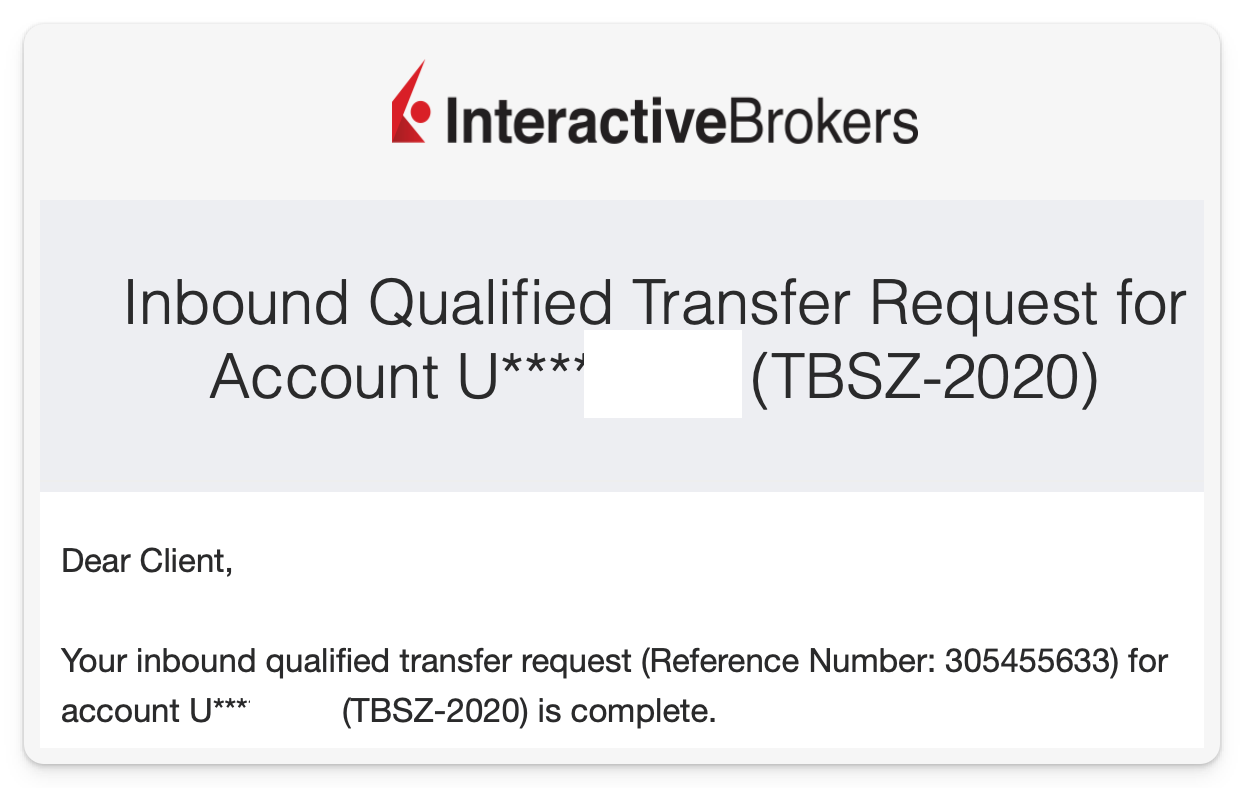 InteractiveBrokers
Inbound Qualified Transfer Request for
Account U**** (TBSZ-2020)
Dear Client,
Your inbound qualified transfer request (Reference Number: 305455633) for
account U*** (TBSZ-2020) is complete.